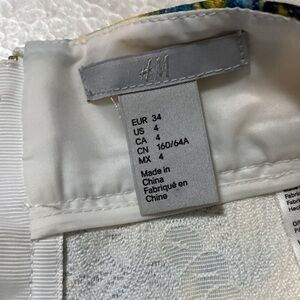 H&M
EUR 34
US 4
CA 4
CN 160/64A
MX 4
Made in
China
Fabriqué en
Chine